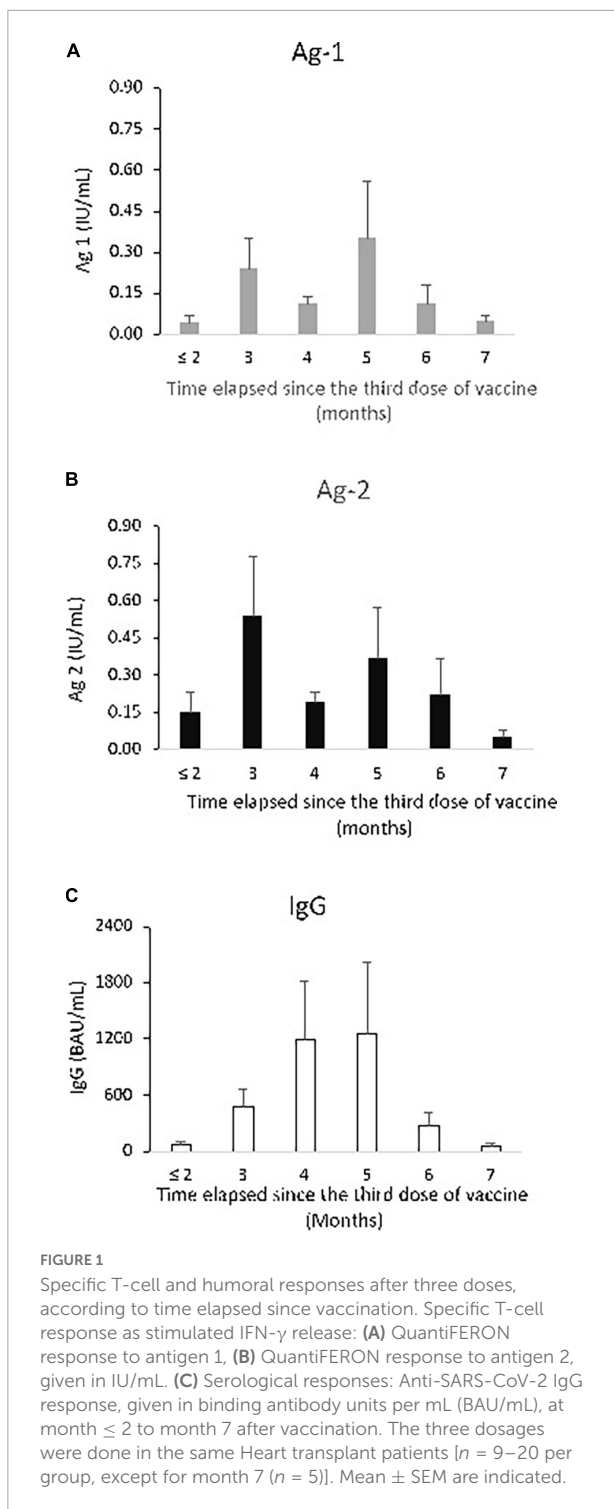 A
Ag-1
0.90
0.75
0.60
0.45
0.30
0.15
0.00
Ag 1 (IU/mL)
≤ 2 3 4 5 6 7
Time elapsed since the third dose of vaccine
(months)
B
Ag-2
0.90
0.75
0.60
0.45
0.30
0.15
0.00
Ag 2 (IU/mL)
≤ 2 3 4 5 6 7
Time elapsed since the third dose of vaccine
(months)
C
IgG
2400
1800
1200
600
0
IgG (BAU/mL)
≤ 2 3 4 5 6 7
Time elapsed since the third dose of vaccine
(Months)
FIGURE 1
Specific T-cell and humoral responses after three doses,
according to time elapsed since vaccination. Specific T-cell
response as stimulated IFN-γ release: (A) QuantiFERON
response to antigen 1, (B) QuantiFERON response to antigen 2,
given in IU/mL. (C) Serological responses: Anti-SARS-CoV-2 IgG
response, given in binding antibody units per mL (BAU/mL), at
month ≤ 2 to month 7 after vaccination. The three dosages
were done in the same Heart transplant patients [n = 9–20 per
group, except for month 7 (n = 5)]. Mean ± SEM are indicated.